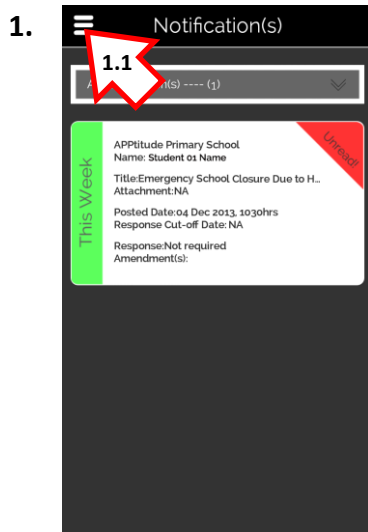 1.
Notification(s)
1.1
(s) ---- (1)
This Week
Unread!
APPtitude Primary School
Name: Student 01 Name
Title:Emergency School Closure Due to H...
Attachment:NA
Posted Date:04 Dec 2013, 1030hrs
Response Cut-off Date: NA
Response:Not required
Amendment(s):